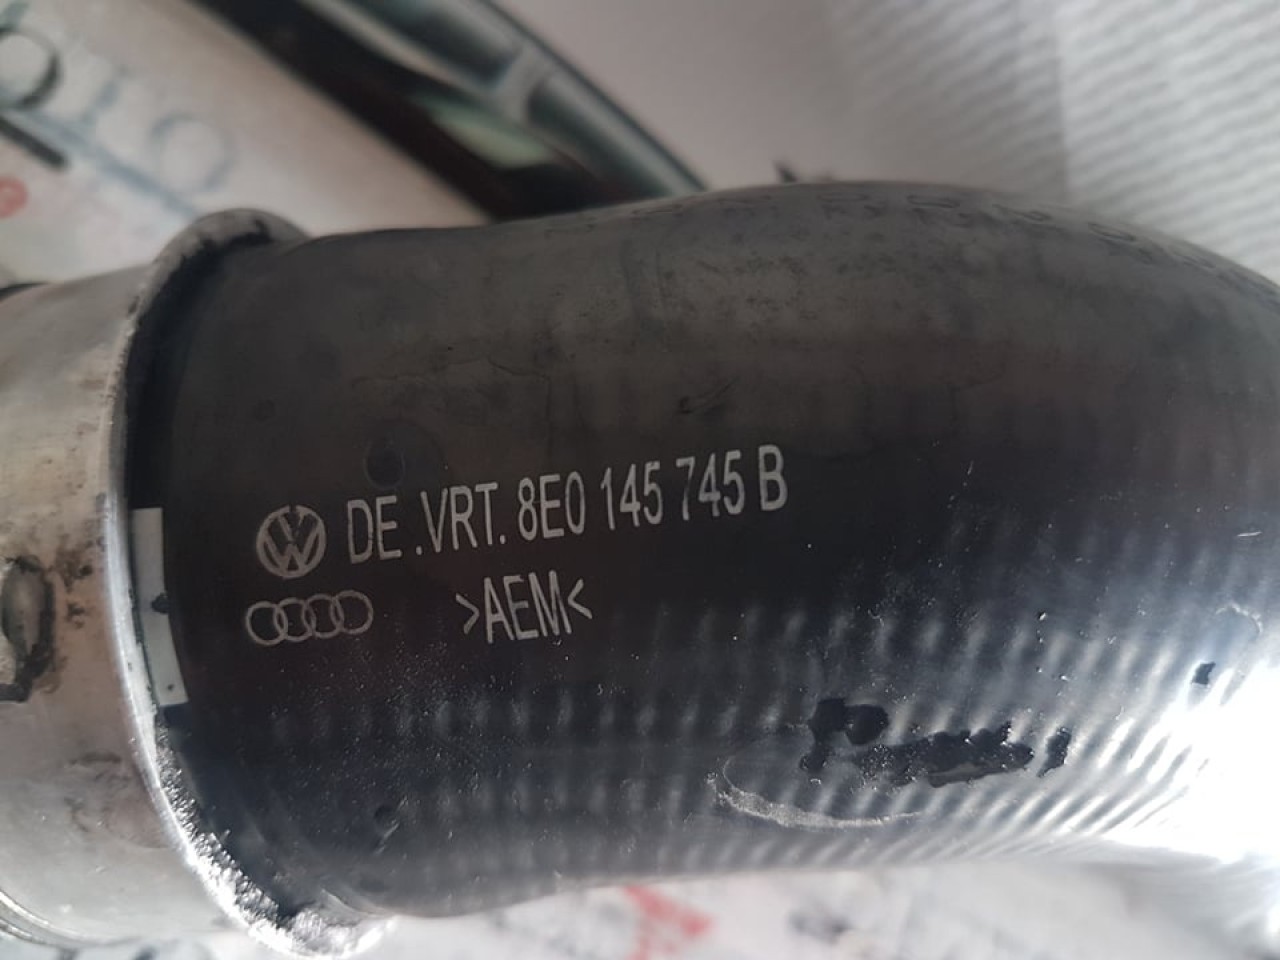 DE .VRT. 8E0 145 745 B
>AEM<